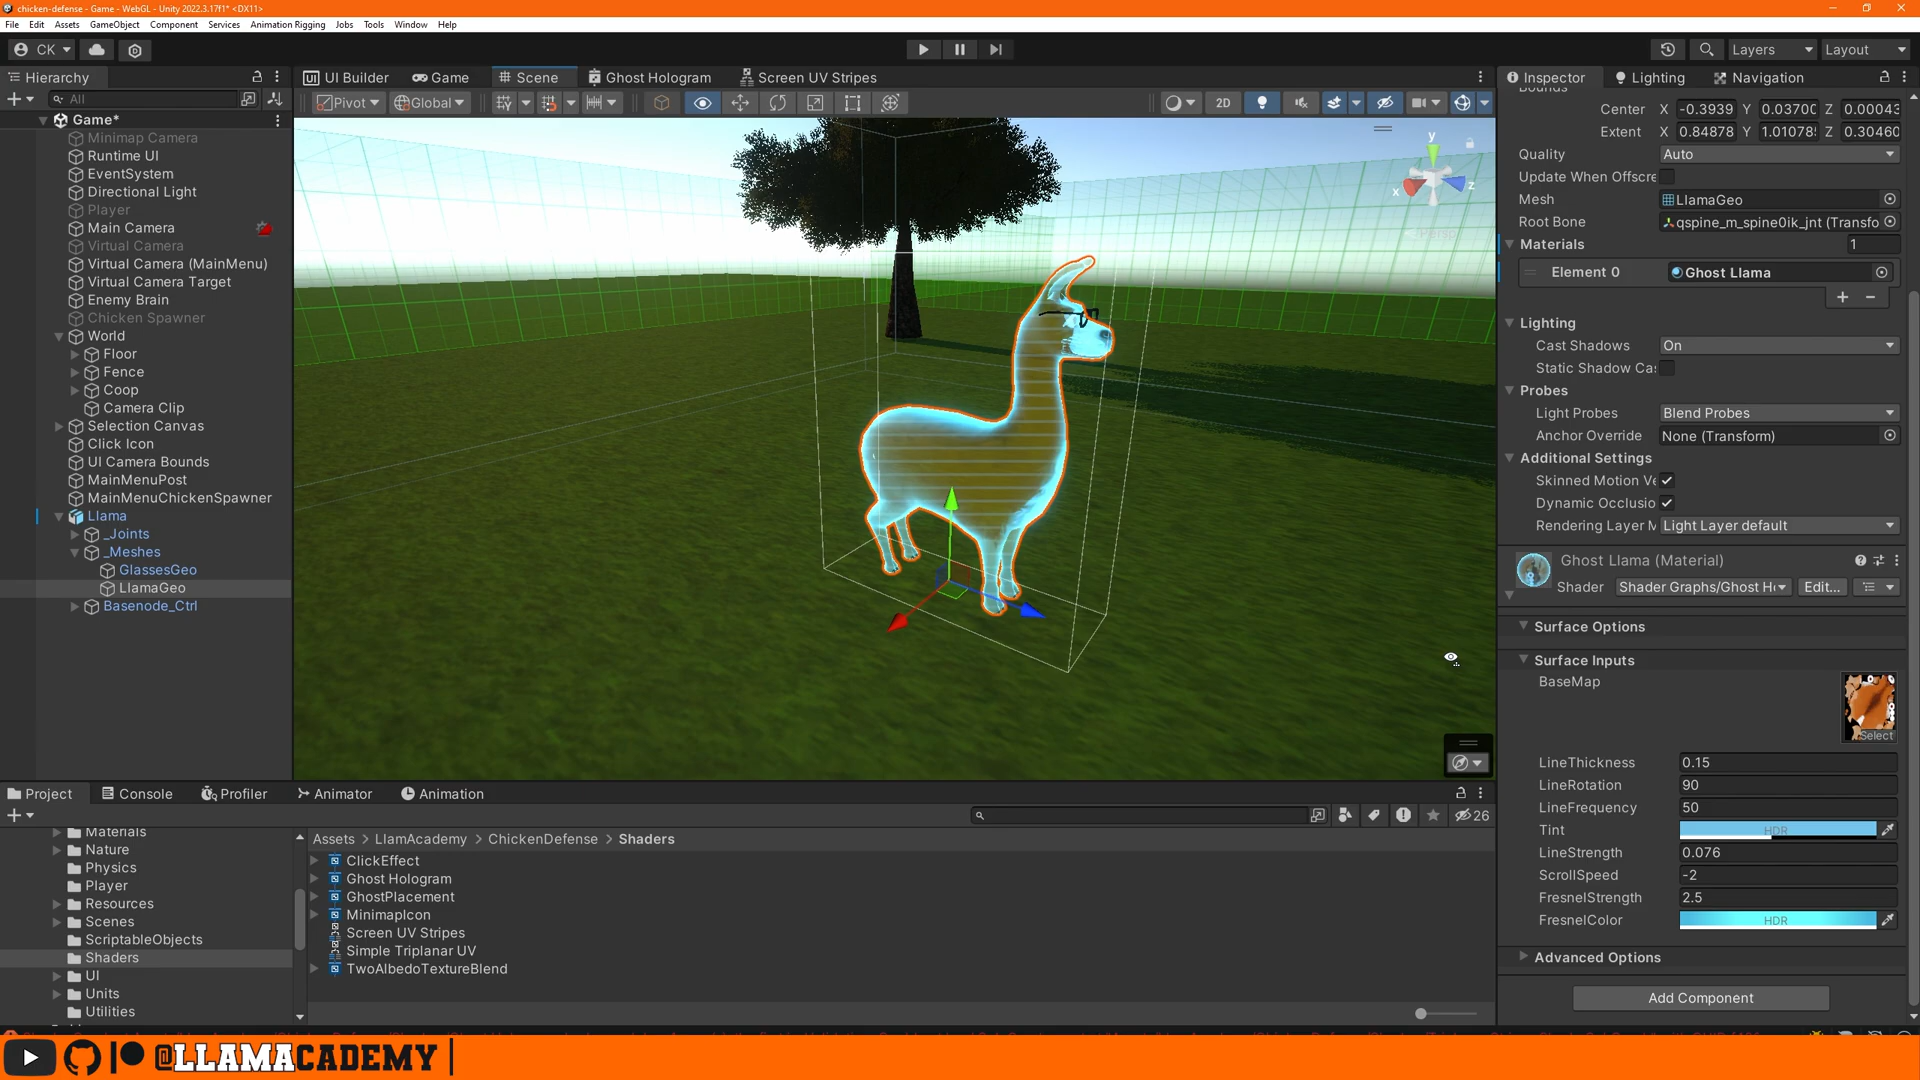 chicken-defense - Game - WebGL - Unity 2022.3.17f1* <DX11>
File Edit Assets GameObject Component Services Animation Rigging Jobs Tools Window Help
CK Layers Layout
Hierarchy
UI Builder Game Scene Ghost Hologram Screen UV Stripes
Inspector Lighting Navigation
All
Pivot Global 2D
Game*
Minimap Camera
Runtime UI
EventSystem
Directional Light
Player
Main Camera
Virtual Camera
Virtual Camera (MainMenu)
Virtual Camera Target
Enemy Brain
Chicken Spawner
World
Floor
Fence
Coop
Camera Clip
Selection Canvas
Click Icon
UI Camera Bounds
MainMenuPost
MainMenuChickenSpawner
Llama
_Joints
_Meshes
GlassesGeo
LlamaGeo
Basenode_Ctrl
y
x
z
Persp
Bounds
Center X -0.3939 Y 0.0370 Z 0.00043
Extent X 0.84878 Y 1.01078 Z 0.30460
Quality Auto
Update When Offscre
Mesh LlamaGeo
Root Bone qspine_m_spine0ik_jnt (Transfo
Materials 1
Element 0 Ghost Llama
+ −
Lighting
Cast Shadows On
Static Shadow Ca
Probes
Light Probes Blend Probes
Anchor Override None (Transform)
Additional Settings
Skinned Motion Ve
Dynamic Occlusio
Rendering Layer M Light Layer default
Ghost Llama (Material)
Shader Shader Graphs/Ghost H Edit...
Surface Options
Surface Inputs
BaseMap
Select
LineThickness 0.15
LineRotation 90
LineFrequency 50
Tint HDR
LineStrength 0.076
ScrollSpeed -2
FresnelStrength 2.5
FresnelColor HDR
Advanced Options
Add Component
Project Console Profiler Animator Animation
26
Materials
Nature
Physics
Player
Resources
Scenes
ScriptableObjects
Shaders
UI
Units
Utilities
Assets > LlamAcademy > ChickenDefense > Shaders
ClickEffect
Ghost Hologram
GhostPlacement
MinimapIcon
Screen UV Stripes
Simple Triplanar UV
TwoAlbedoTextureBlend
@LLAMACADEMY |